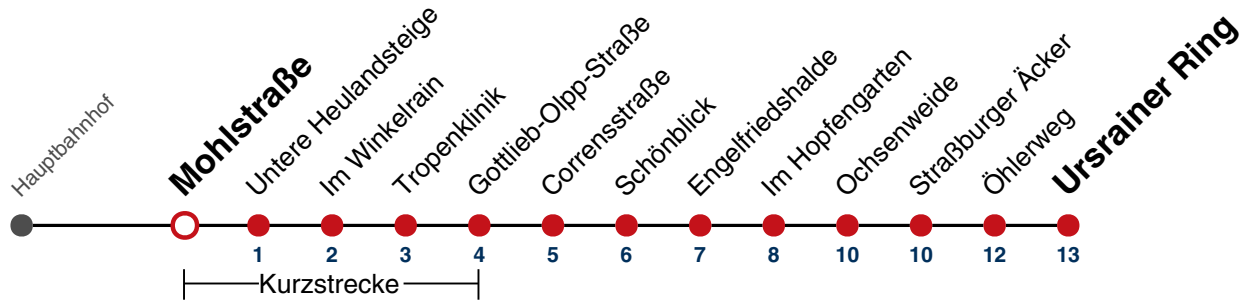 Hauptbahnhof
Mohlstraße
Untere Heulandsteige
Im Winkelrain
Tropenklinik
Gottlieb-Olpp-Straße
Corrensstraße
Schönblick
Engelfriedshalde
Im Hopfengarten
Ochsenweide
Straßburger Äcker
Öhlerweg
Ursrainer Ring
1 2 3 4 5 6 7 8 10 10 12 13
Kurzstrecke